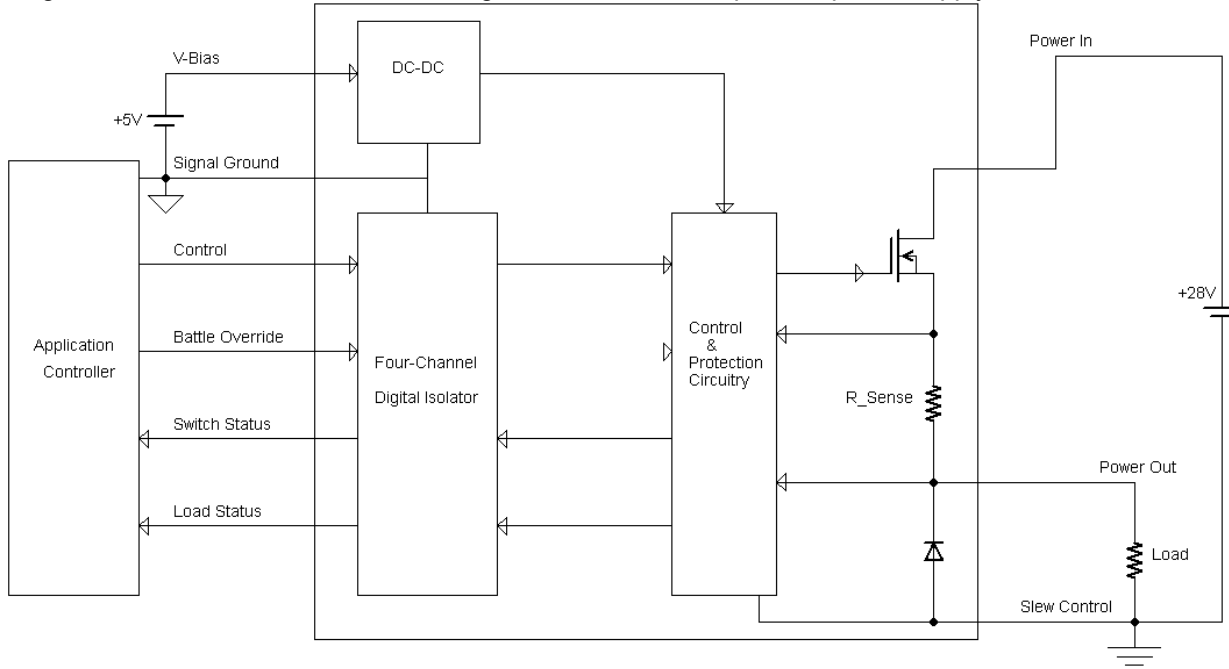 Power In
V-Bias
DC-DC
+5V
Signal Ground
Control
+28V
Battle Override
Application
Controller
Four-Channel
Digital Isolator
Control
&
Protection
Circuitry
R_Sense
Switch Status
Power Out
Load Status
Load
Slew Control